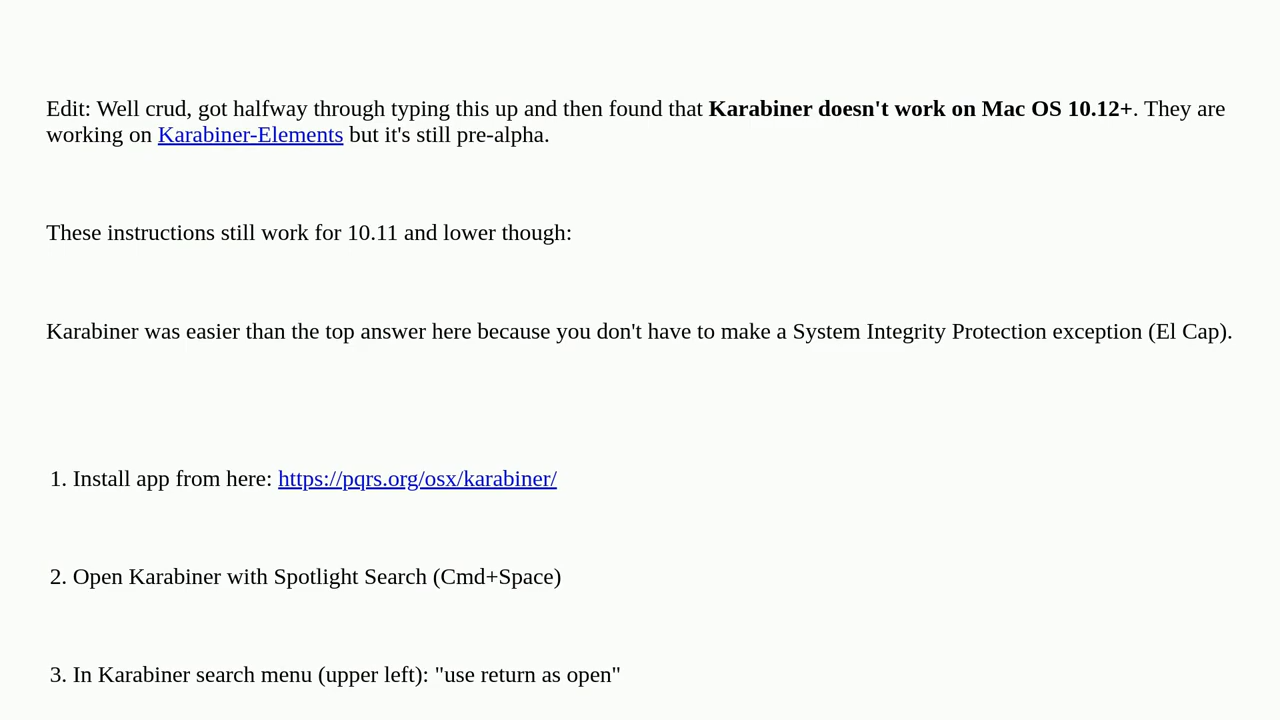 Edit: Well crud, got halfway through typing this up and then found that Karabiner doesn't work on Mac OS 10.12+. They are
working on Karabiner-Elements but it's still pre-alpha.
These instructions still work for 10.11 and lower though:
Karabiner was easier than the top answer here because you don't have to make a System Integrity Protection exception (El Cap).
1. Install app from here: https://pqrs.org/osx/karabiner/
2. Open Karabiner with Spotlight Search (Cmd+Space)
3. In Karabiner search menu (upper left): "use return as open"